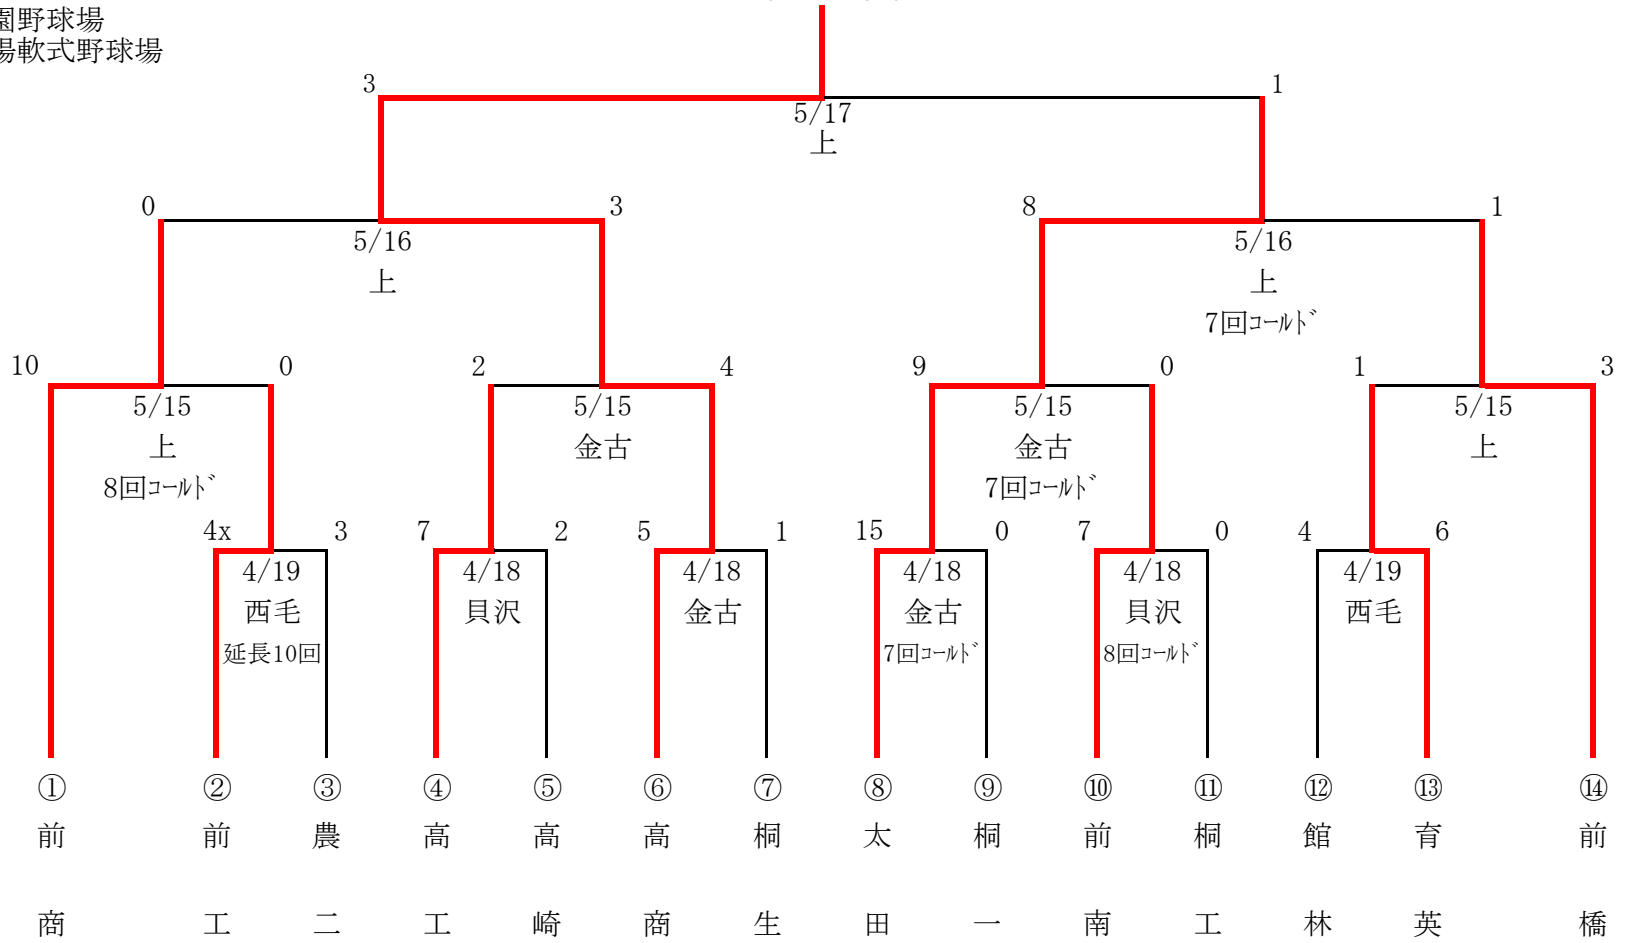 園野球場
場軟式野球場
3 1
5/17
上
0 3 8 1
5/16 5/16
上 上
7回ｺｰﾙﾄﾞ
10 0 2 4 9 0 1 3
5/15 5/15 5/15 5/15
上 金古 金古 上
8回ｺｰﾙﾄﾞ 7回ｺｰﾙﾄﾞ
4x 3 7 2 5 1 15 0 7 0 4 6
4/19 4/18 4/18 4/18 4/18 4/19
西毛 貝沢 金古 金古 貝沢 西毛
延長10回 7回ｺｰﾙﾄﾞ 8回ｺｰﾙﾄﾞ
① ② ③ ④ ⑤ ⑥ ⑦ ⑧ ⑨ ⑩ ⑪ ⑫ ⑬ ⑭
前商
前工
農二
高工
高崎
高商
桐生
太田
桐一
前南
桐工
館林
育英
前橋